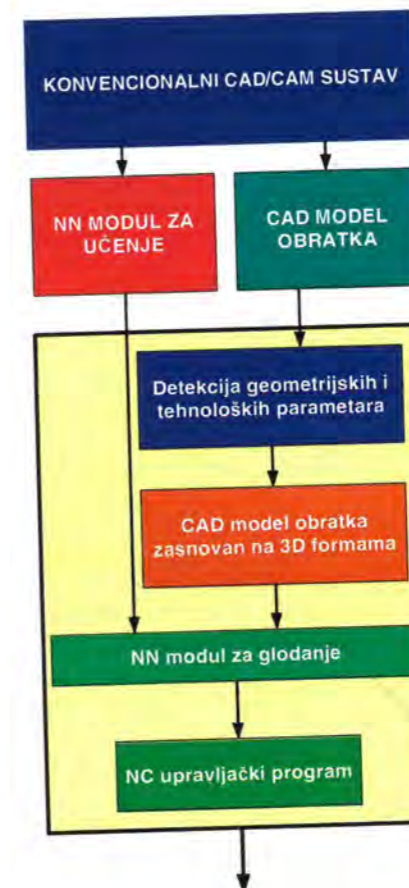 KONVENCIONALNI CAD/CAM SUSTAV
NN MODUL ZA
UČENJE
CAD MODEL
OBRATKA
Detekcija geometrijskih i
tehnoloških parametara
CAD model obratka
zasnovan na 3D formama
NN modul za glodanje
NC upravljački program